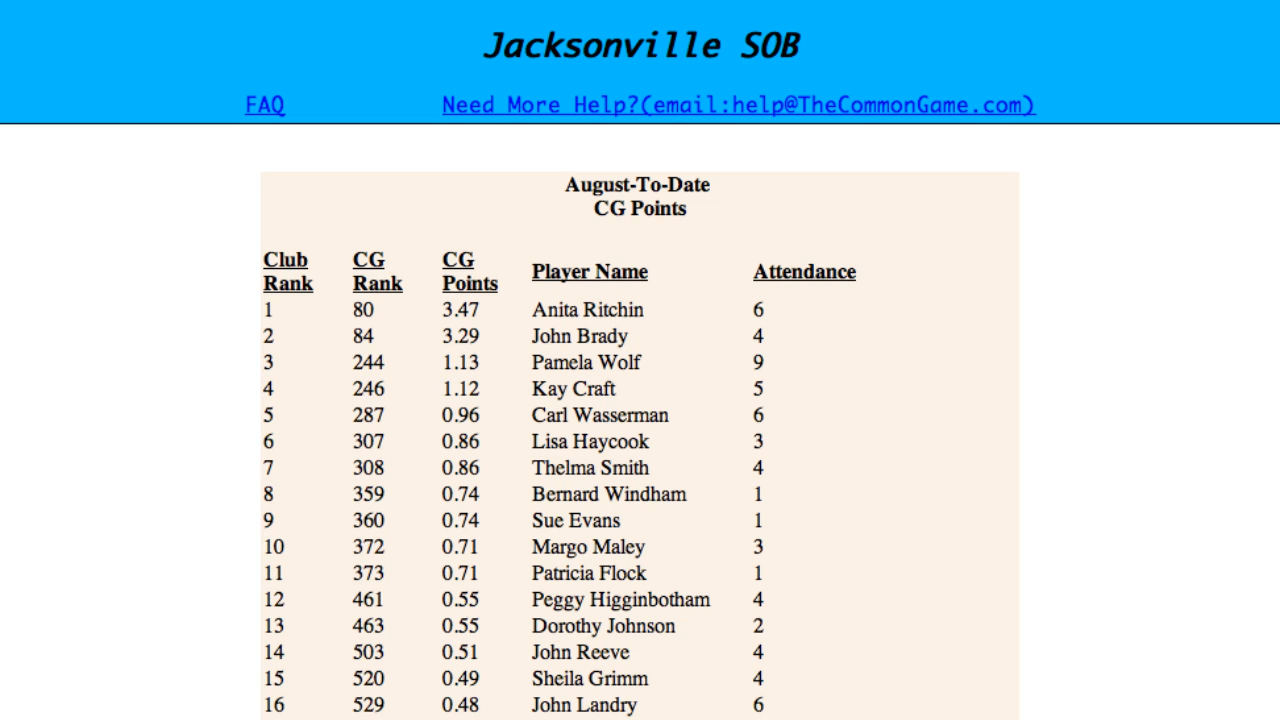 Jacksonville SOB
FAQ Need More Help?(email:help@TheCommonGame.com)
August-To-Date
CG Points
Club Rank CG Rank CG Points Player Name Attendance
1 80 3.47 Anita Ritchin 6
2 84 3.29 John Brady 4
3 244 1.13 Pamela Wolf 9
4 246 1.12 Kay Craft 5
5 287 0.96 Carl Wasserman 6
6 307 0.86 Lisa Haycook 3
7 308 0.86 Thelma Smith 4
8 359 0.74 Bernard Windham 1
9 360 0.74 Sue Evans 1
10 372 0.71 Margo Maley 3
11 373 0.71 Patricia Flock 1
12 461 0.55 Peggy Higginbotham 4
13 463 0.55 Dorothy Johnson 2
14 503 0.51 John Reeve 4
15 520 0.49 Sheila Grimm 4
16 529 0.48 John Landry 6